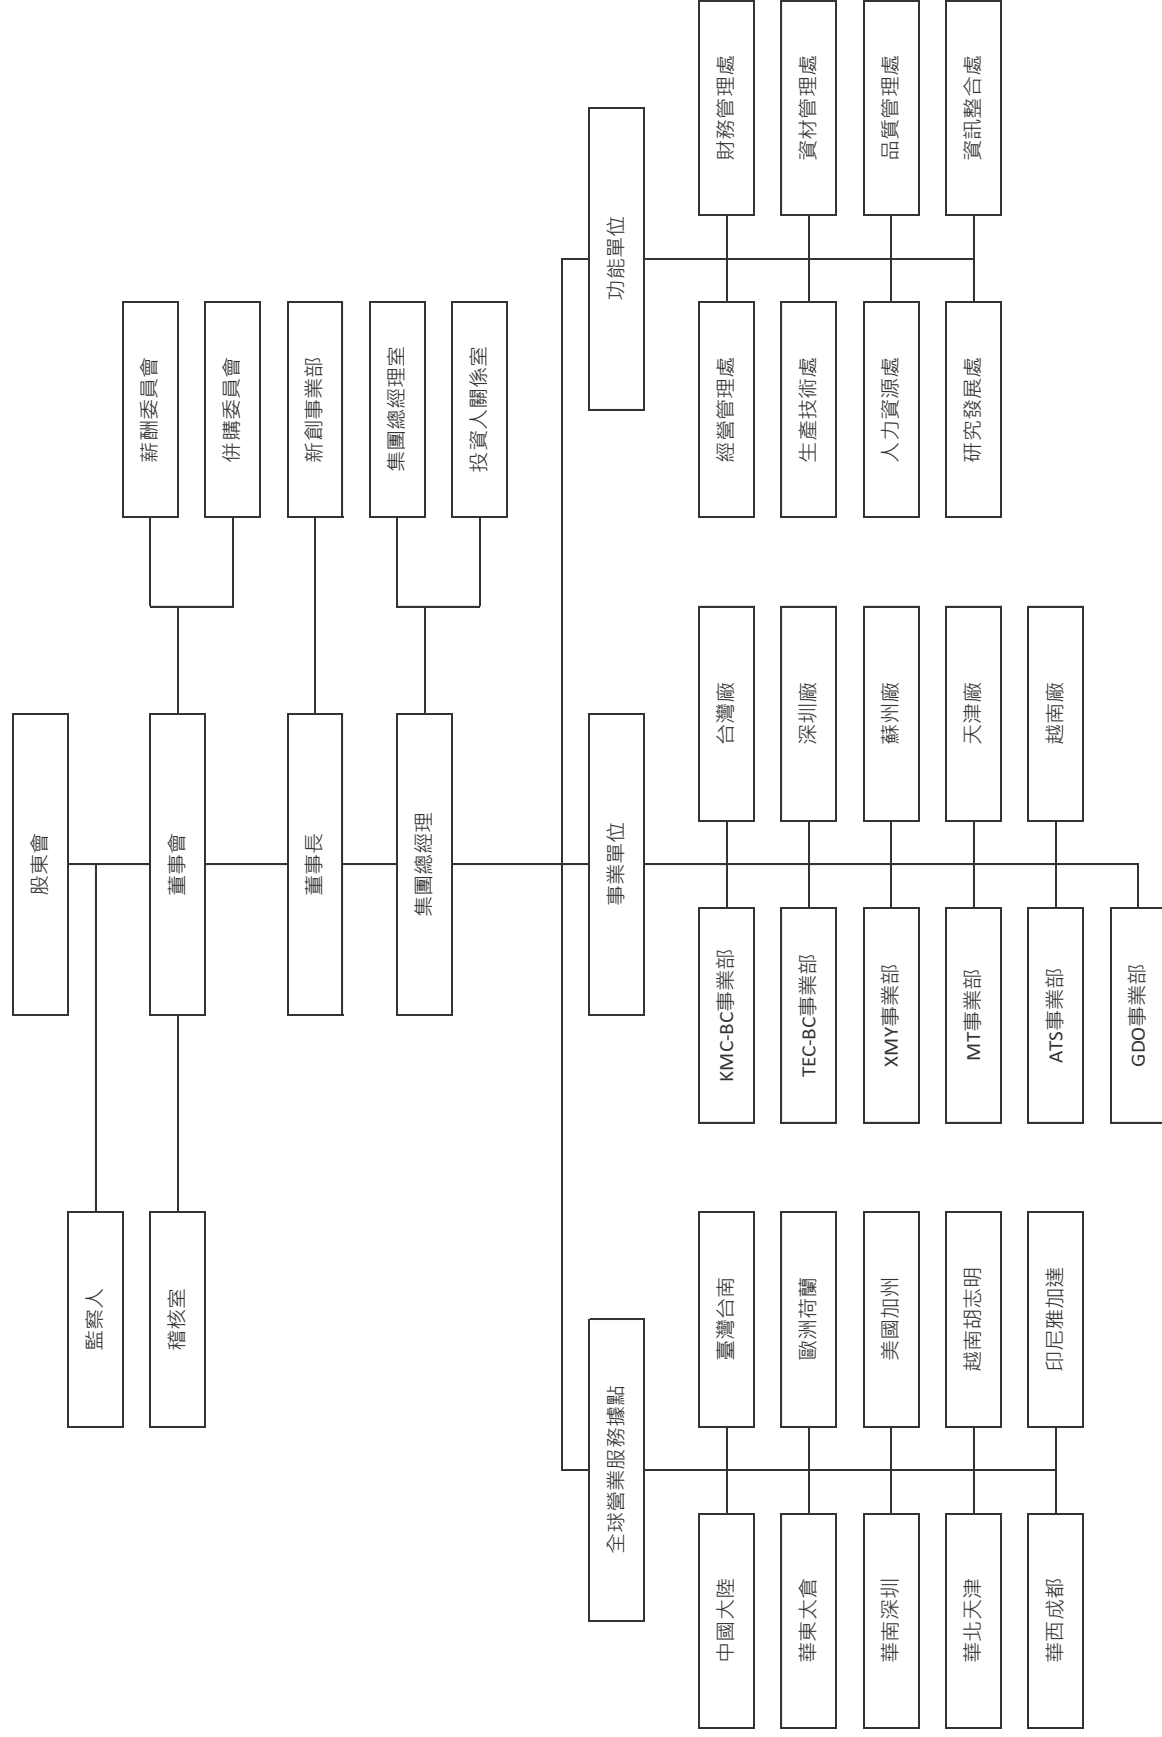 股東會
監察人
董事會
稽核室
薪酬委員會
併購委員會
董事長
新創事業部
集團總經理
集團總經理室
投資人關係室
全球營業服務據點
事業單位
功能單位
中國大陸
臺灣台南
華東太倉
歐洲荷蘭
華南深圳
美國加州
華北天津
越南胡志明
華西成都
印尼雅加達
KMC-BC事業部
台灣廠
TEC-BC事業部
深圳廠
XMY事業部
蘇州廠
MT事業部
天津廠
ATS事業部
越南廠
GDO事業部
經營管理處
財務管理處
生產技術處
資材管理處
人力資源處
品質管理處
研究發展處
資訊整合處